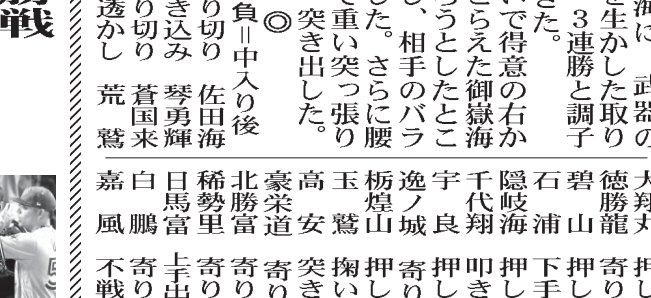 海に 武器の
を生かした取り
3連勝と調子
きた。
いで得意の右か
らえた御嶽海
うとしたとこ
、相手のバラ
た。さらに腰
て重い突っ張り
突き出した。
◎
負＝中入り後
り切り 佐田海
き込み 琴勇輝
り切り 蒼国来
透かし 荒鷲
大翔丸 押し
徳勝龍 寄り
碧山 押し
石浦 下手
隠岐海 押し
千代翔 叩き
宇良 押し
逸ノ城 寄り
栃煌山 押し
玉鷲 掬い
高安 突き
豪栄道 寄り
北勝富 寄り
稀勢里 寄り
日馬富 上手出
白鵬 寄り
嘉風 不戦
戦